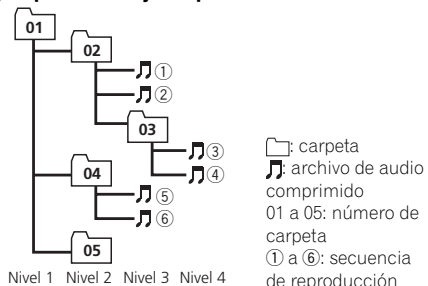 01
02
①
②
03
③
④
04
⑤
⑥
05
Nivel 1 Nivel 2 Nivel 3 Nivel 4
: carpeta
: archivo de audio
comprimido
01 a 05: número de
carpeta
① a ⑥: secuencia
de reproducción